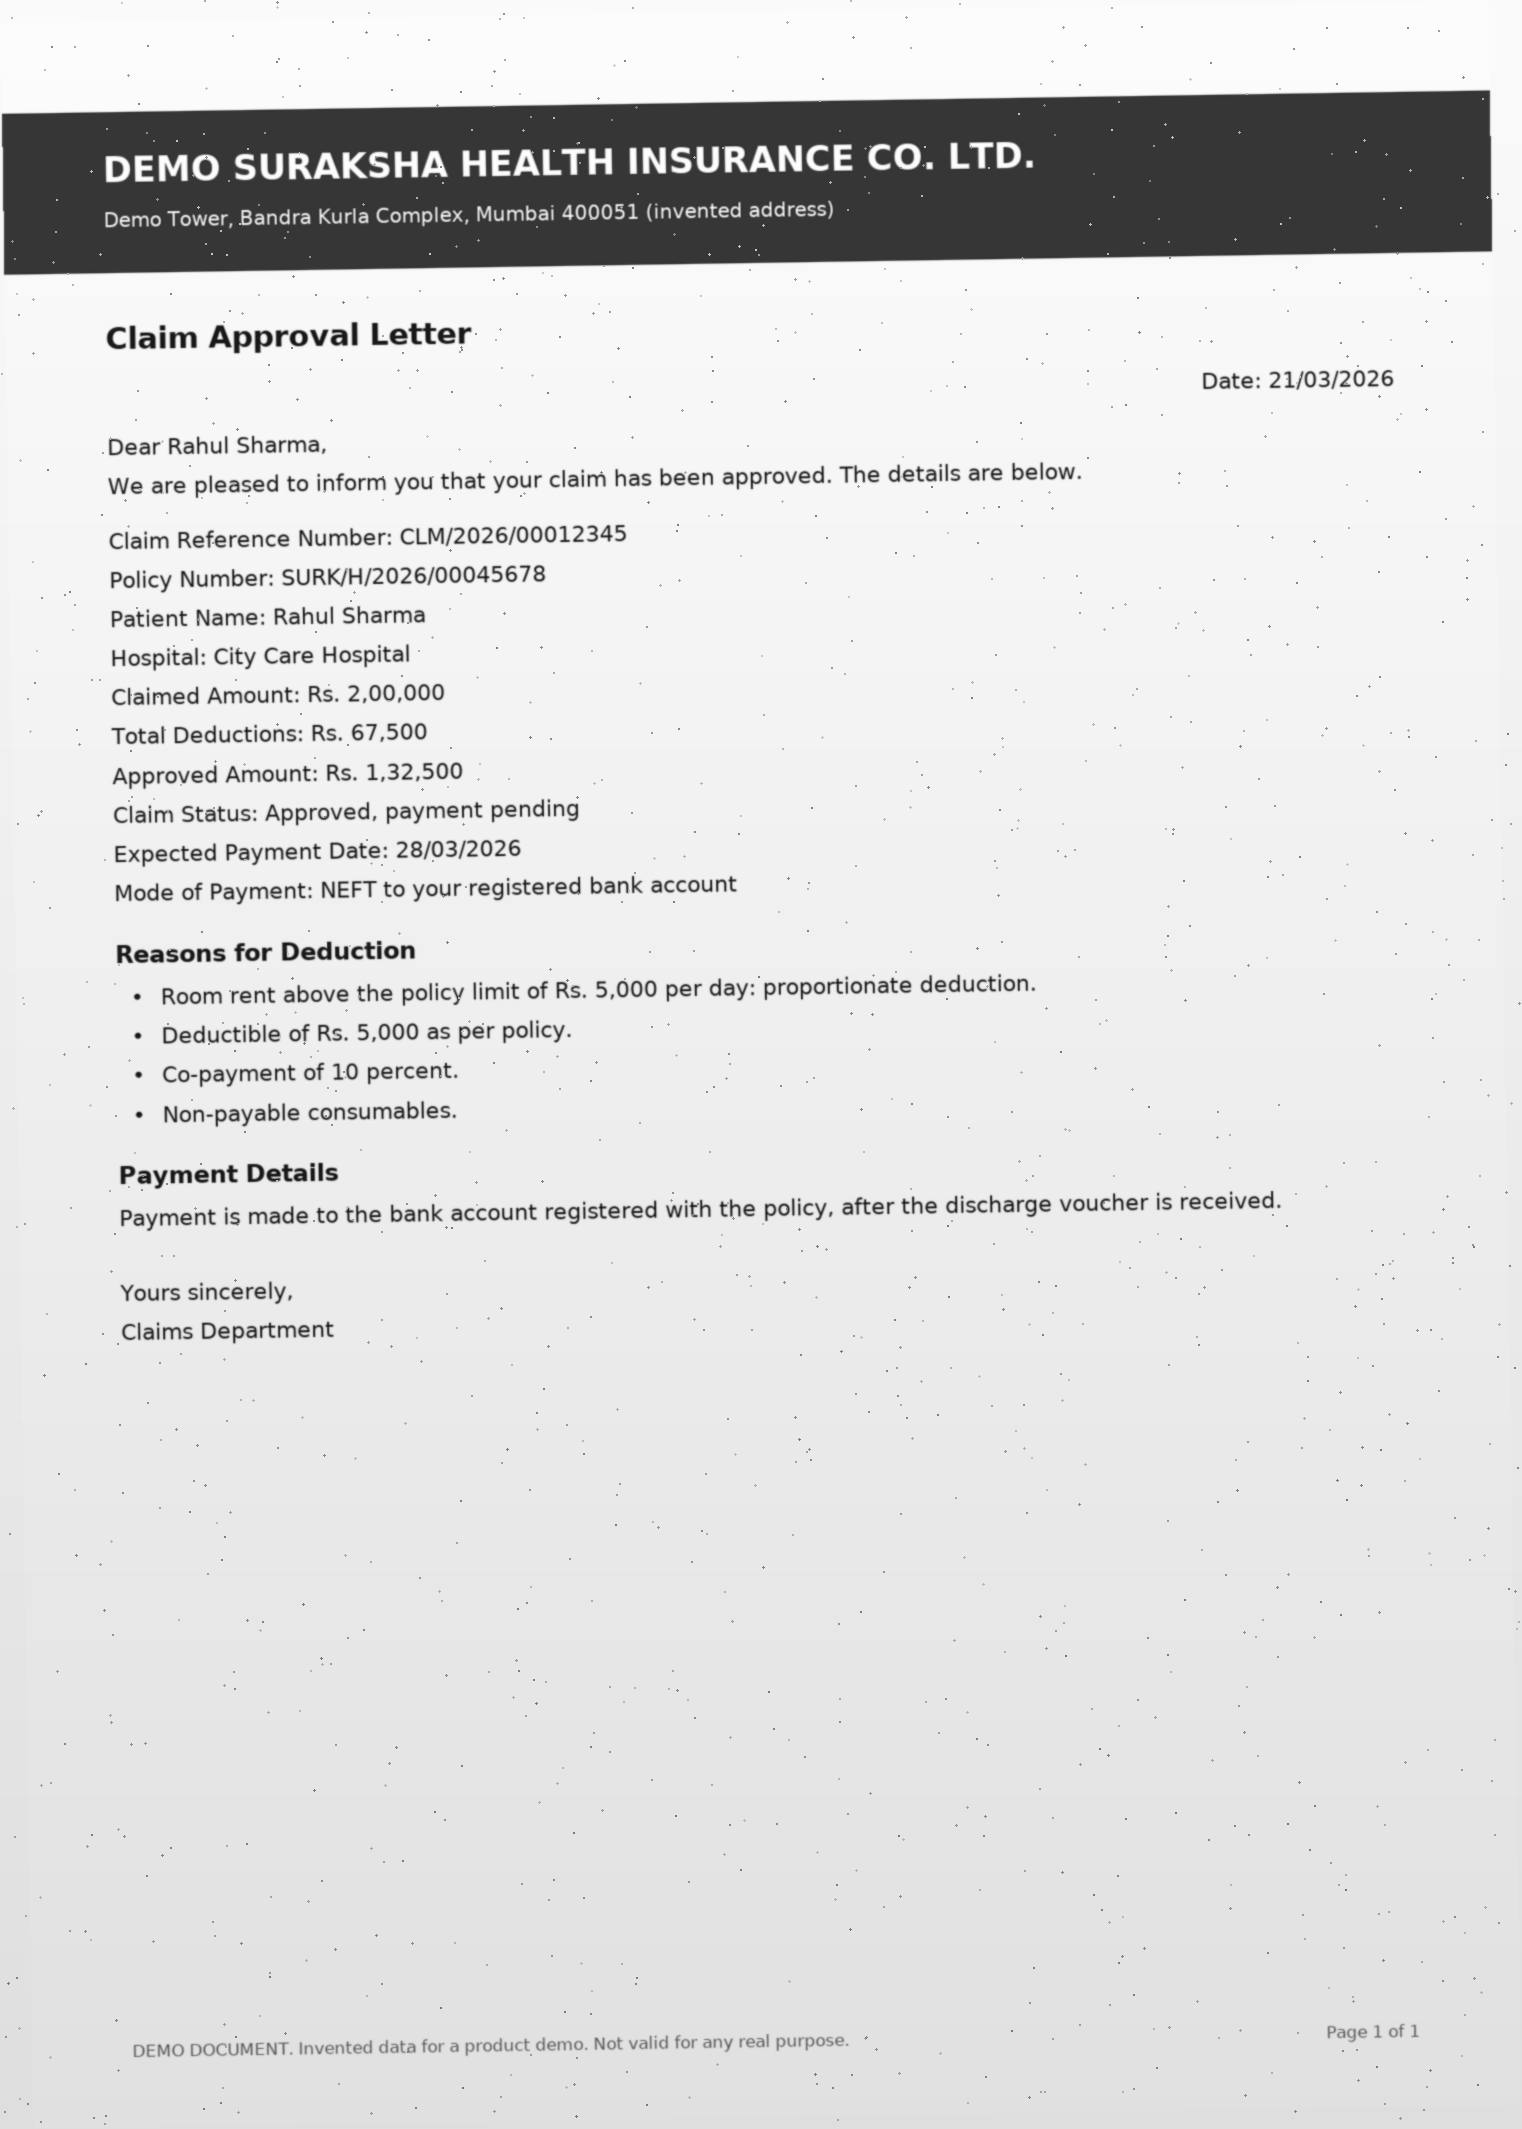 DEMO SURAKSHA HEALTH INSURANCE CO. LTD.
Demo Tower, Bandra Kurla Complex, Mumbai 400051 (invented address)
Claim Approval Letter
Date: 21/03/2026
Dear Rahul Sharma,
We are pleased to inform you that your claim has been approved. The details are below.
Claim Reference Number: CLM/2026/00012345
Policy Number: SURK/H/2026/00045678
Patient Name: Rahul Sharma
Hospital: City Care Hospital
Claimed Amount: Rs. 2,00,000
Total Deductions: Rs. 67,500
Approved Amount: Rs. 1,32,500
Claim Status: Approved, payment pending
Expected Payment Date: 28/03/2026
Mode of Payment: NEFT to your registered bank account
Reasons for Deduction
• Room rent above the policy limit of Rs. 5,000 per day: proportionate deduction.
• Deductible of Rs. 5,000 as per policy.
• Co-payment of 10 percent.
• Non-payable consumables.
Payment Details
Payment is made to the bank account registered with the policy, after the discharge voucher is received.
Yours sincerely,
Claims Department
DEMO DOCUMENT. Invented data for a product demo. Not valid for any real purpose.
Page 1 of 1